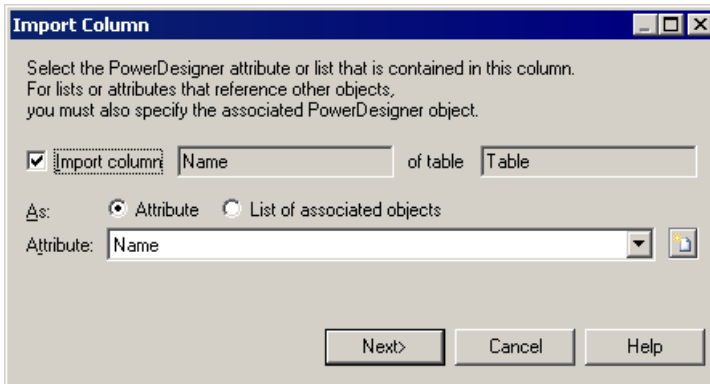 Import Column
Select the PowerDesigner attribute or list that is contained in this column.
For lists or attributes that reference other objects,
you must also specify the associated PowerDesigner object.
Import column Name of table Table
As: Attribute List of associated objects
Attribute: Name
Next> Cancel Help